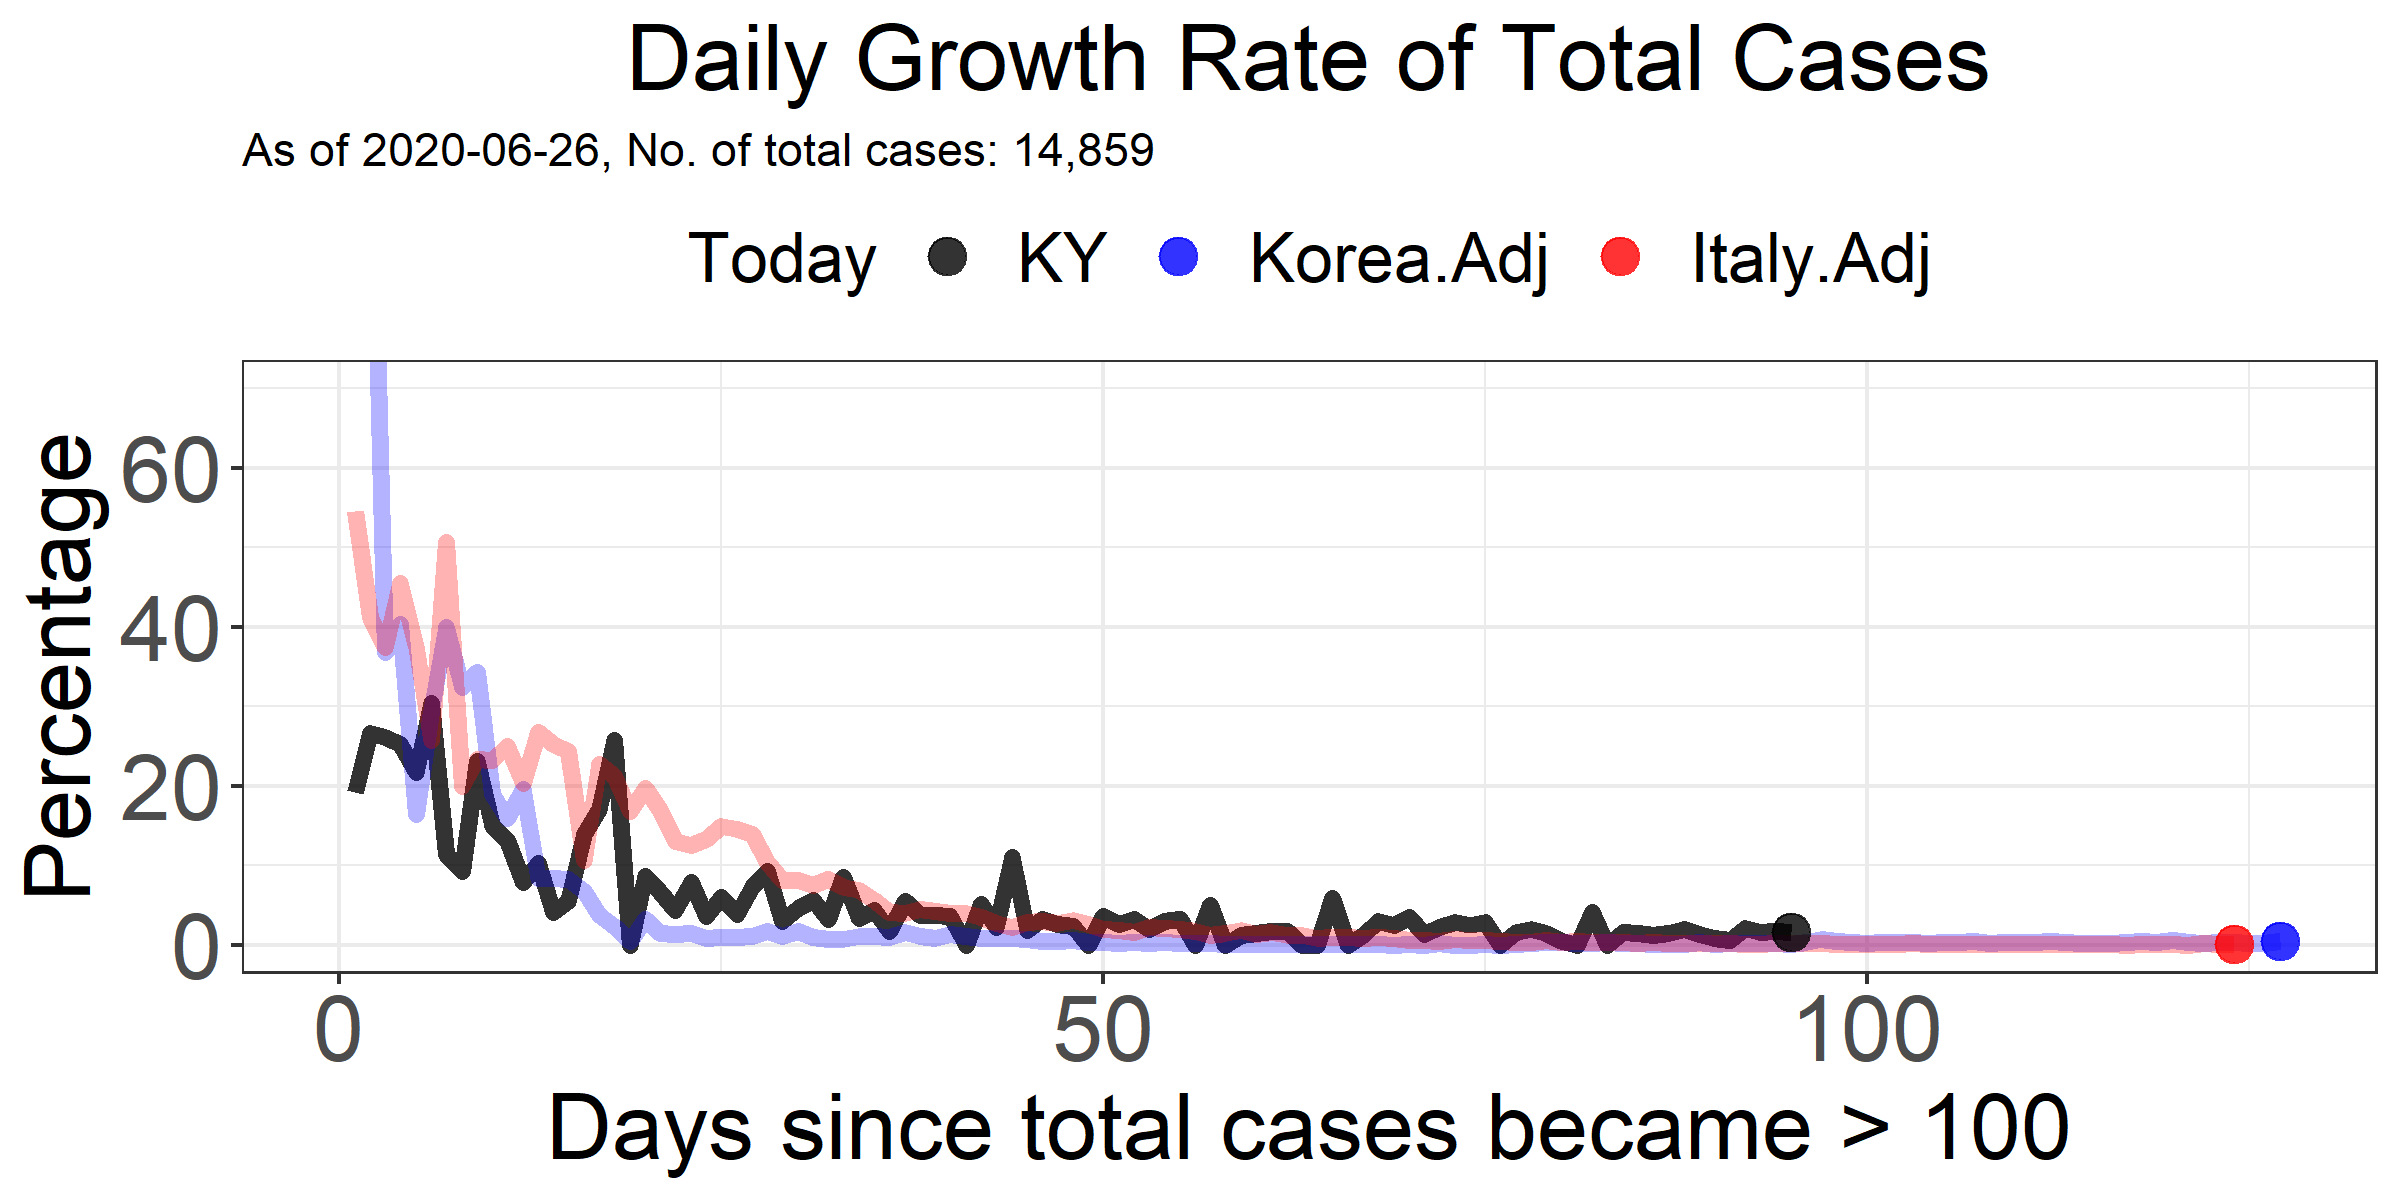 Daily Growth Rate of Total Cases
As of 2020-06-26, No. of total cases: 14,859
Today KY Korea.Adj Italy.Adj
Percentage
60
40
20
0
0 50 100
Days since total cases became > 100